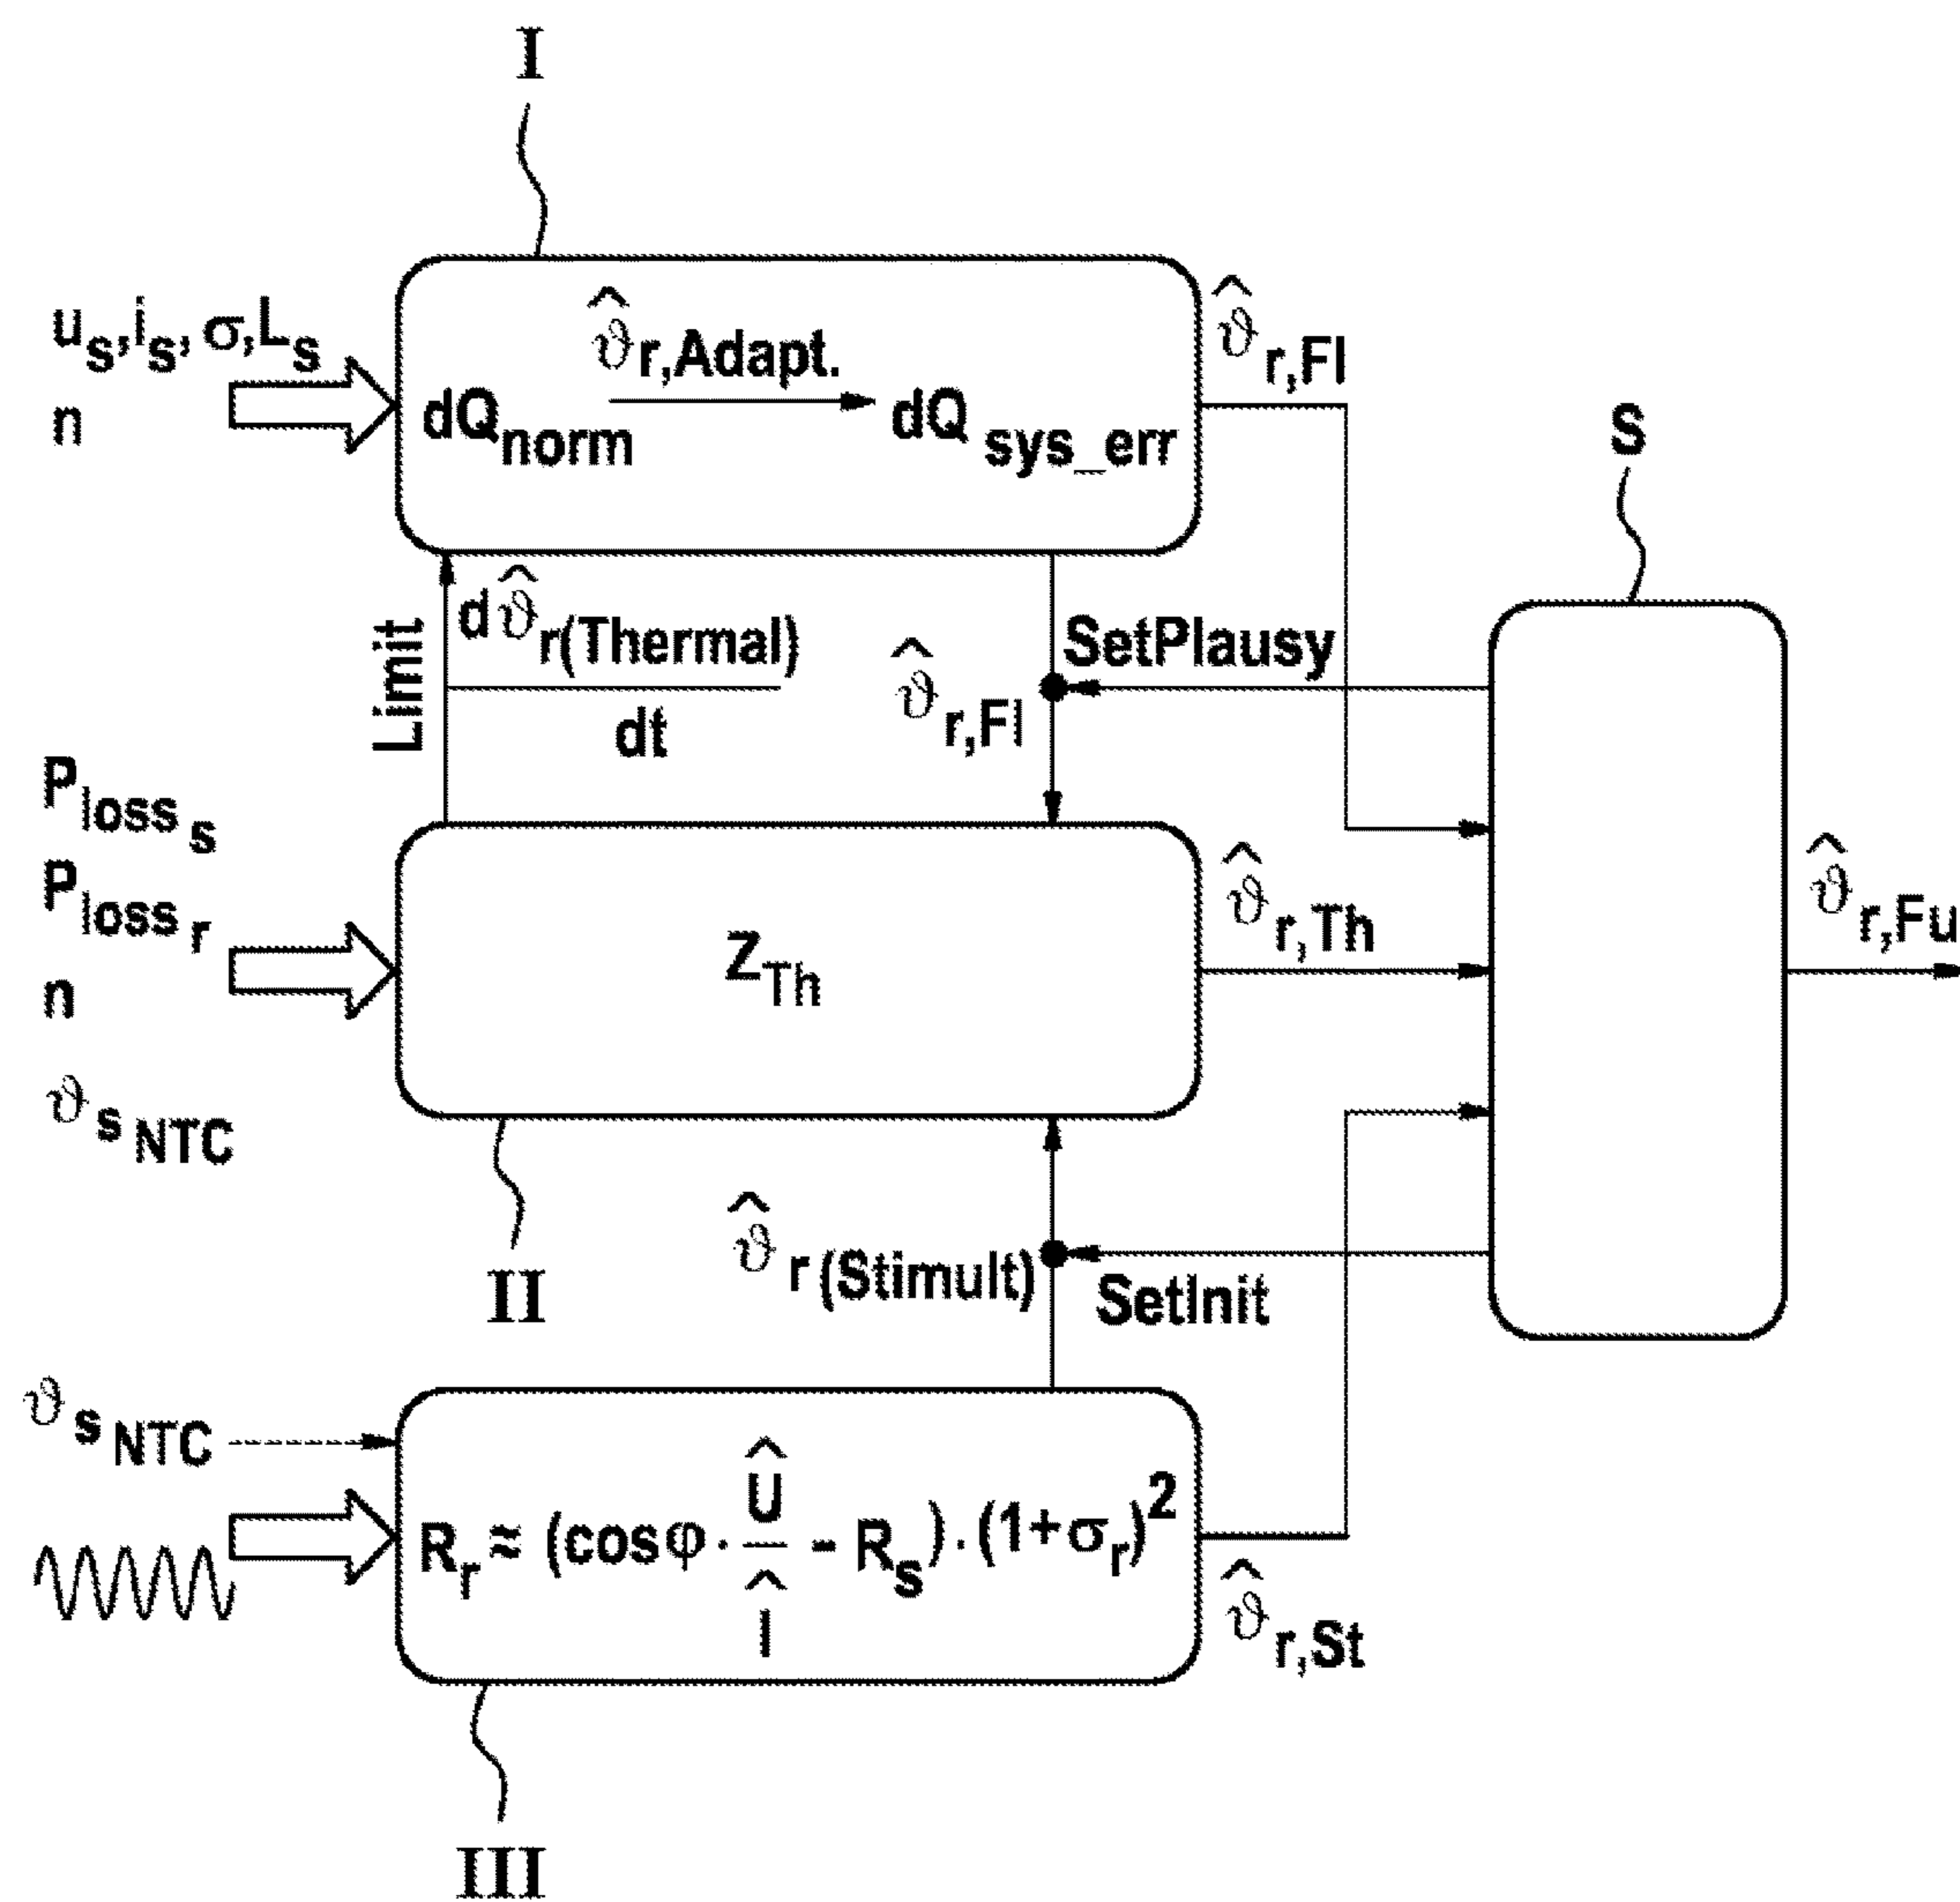 I
u_s, i_s, σ, L_s
n
dQ_norm
ϑ̂_r,Adapt.
dQ_sys_err
ϑ̂_r,Fl
S
Limit
dϑ̂_r(Thermal)
dt
ϑ̂_r,Fl
SetPlausy
P_loss_s
P_loss_r
n
ϑ_s_NTC
Z_Th
ϑ̂_r,Th
ϑ̂_r,Fu
II
ϑ̂_r(Stimult)
SetInit
ϑ_s_NTC
R_r ≈ (cosφ · Û / Î - R_s) · (1+σ_r)²
ϑ̂_r,St
III